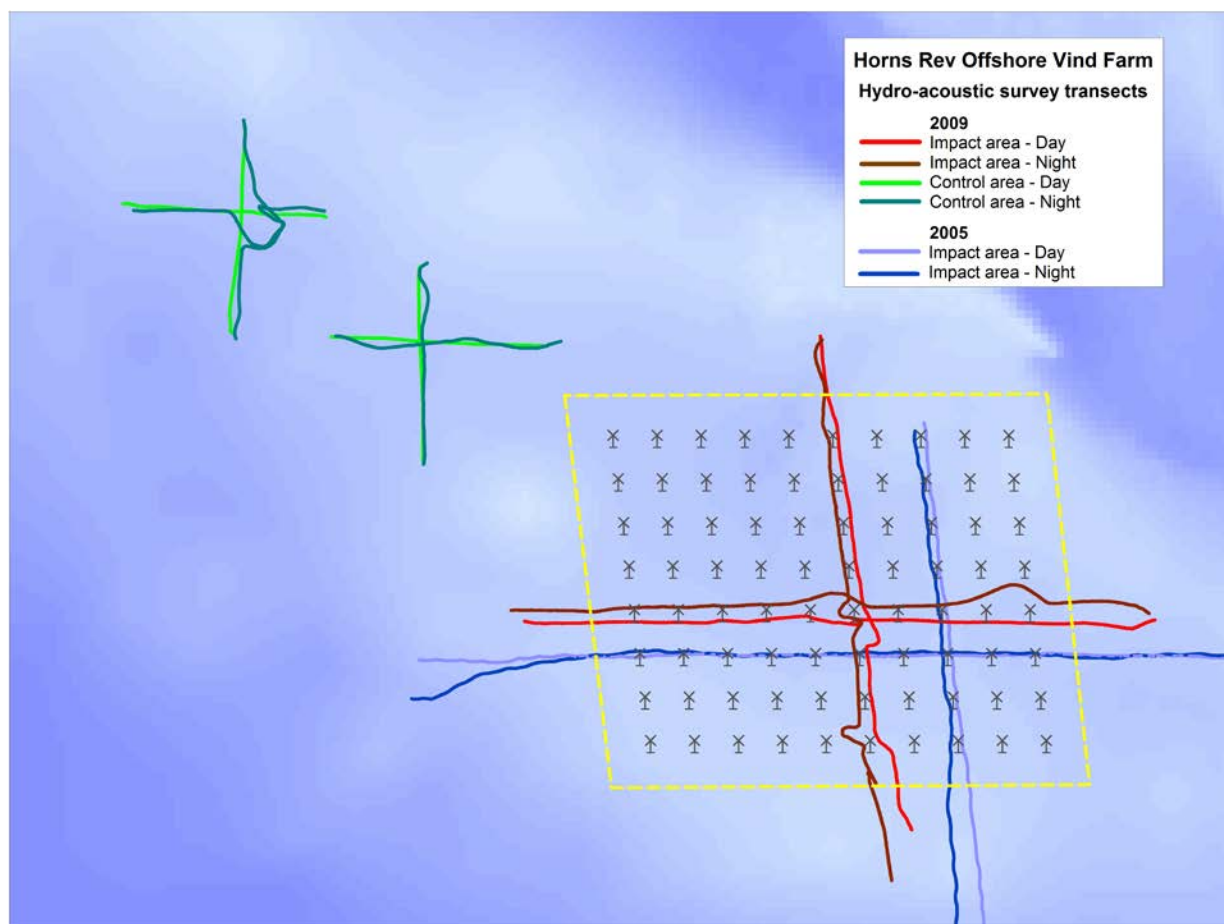 Horns Rev Offshore Vind Farm
Hydro-acoustic survey transects
2009
Impact area - Day
Impact area - Night
Control area - Day
Control area - Night
2005
Impact area - Day
Impact area - Night